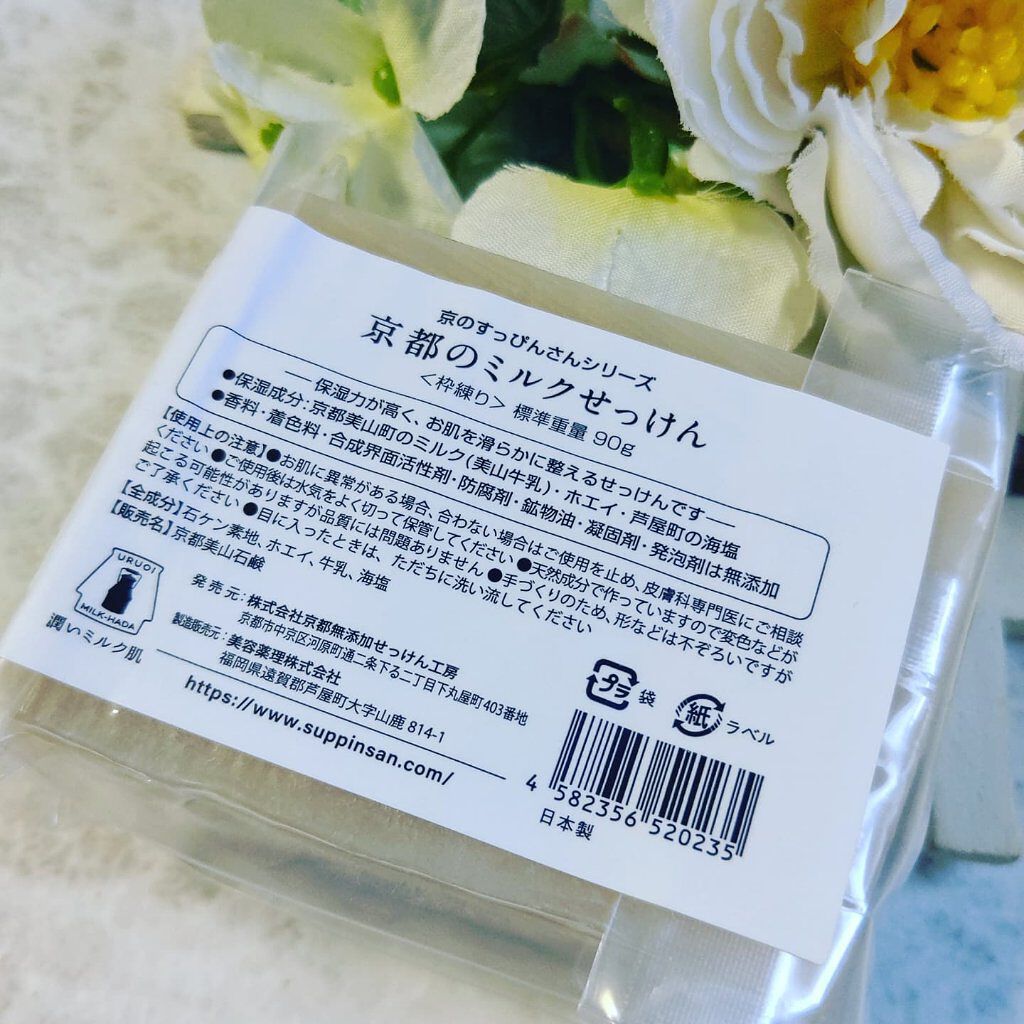 京のすっぴんさんシリーズ
京都のミルクせっけん
<枠練り> 標準重量 90g
― 保湿力が高く、お肌を滑らかに整えるせっけんです ―
●保湿成分:京都美山町のミルク(美山牛乳)・ホエイ・芦屋町の海塩
●香料・着色料・合成界面活性剤・防腐剤・鉱物油・凝固剤・発泡剤は無添加
【使用上の注意】●お肌に異常がある場合、合わない場合はご使用を止め、皮膚科専門医にご相談
ください ●ご使用後は水気をよく切って保管してください ●天然成分で作っていますので変色などが
起こる可能性がありますが品質には問題ありません ●手づくりのため、形などは不ぞろいですが
ご了承ください ●目に入ったときは、ただちに洗い流してください
【全成分】石ケン素地、ホエイ、牛乳、海塩
【販売名】京都美山石鹸
URUOI
MILK-HADA
潤いミルク肌
発売元:株式会社京都無添加せっけん工房
京都市中京区河原町通二条下る二丁目下丸屋町403番地
製造販売元:美容薬理株式会社
福岡県遠賀郡芦屋町大字山鹿 814-1
https://www.suppinsan.com/
プラ 袋
紙 ラベル
4 582356 520235
日本製